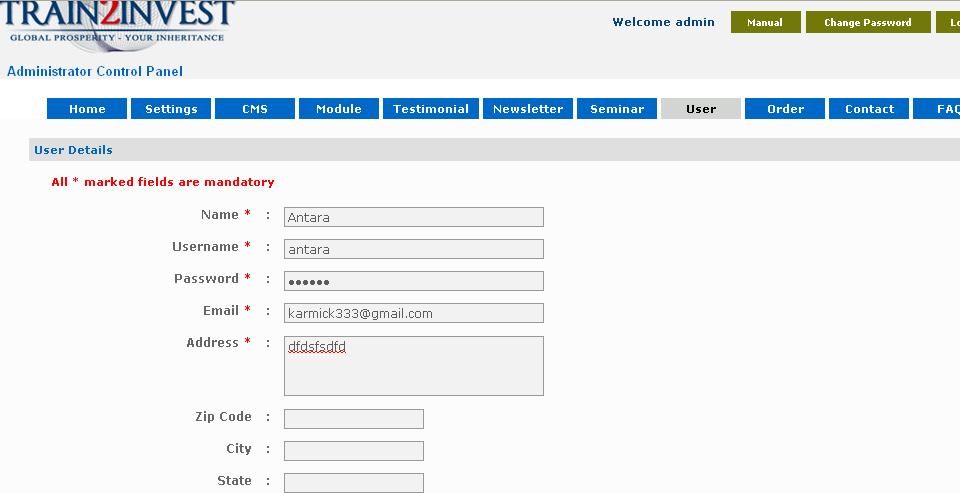 TRAIN2INVEST
GLOBAL PROSPERITY - YOUR INHERITANCE
Welcome admin
Manual
Change Password
Administrator Control Panel
Home
Settings
CMS
Module
Testimonial
Newsletter
Seminar
User
Order
Contact
User Details
All * marked fields are mandatory
Name * : Antara
Username * : antara
Password * : ••••••
Email * : karmick333@gmail.com
Address * : dfdsfsdfd
Zip Code :
City :
State :